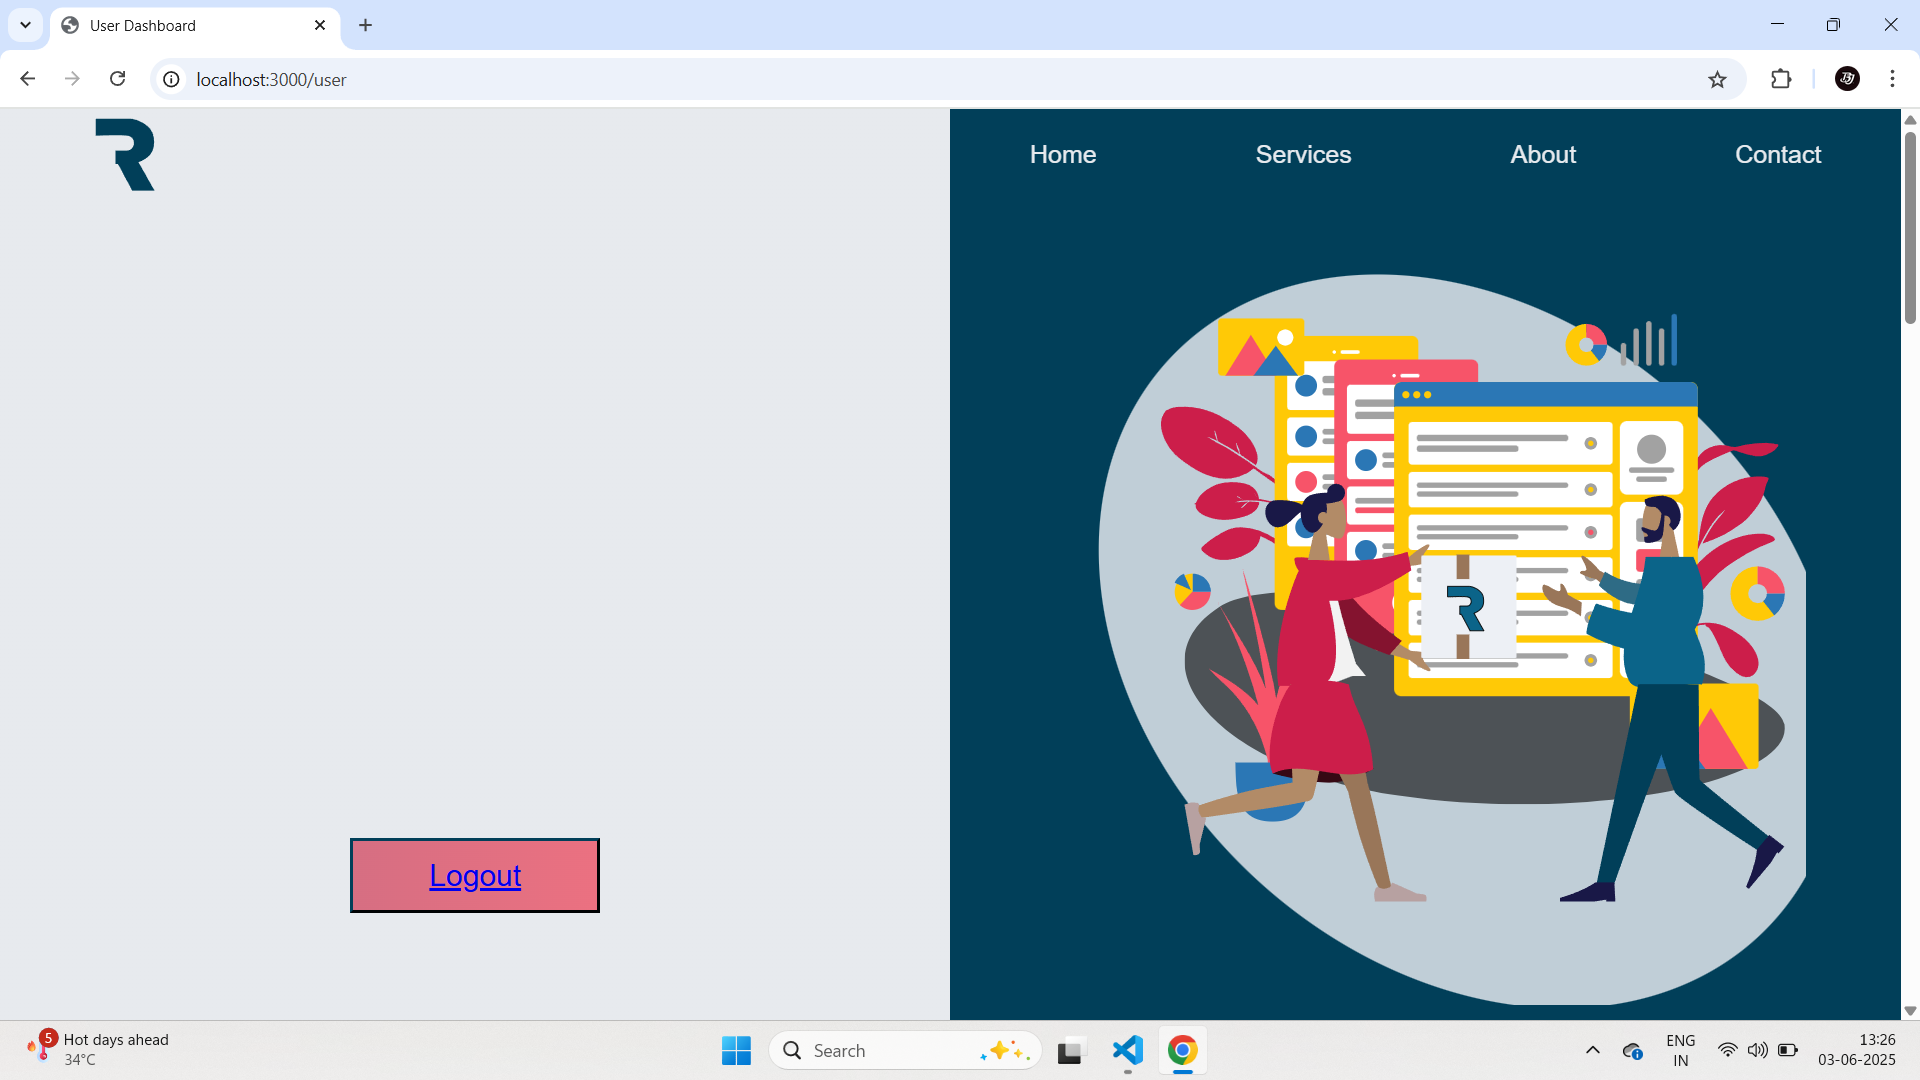 User Dashboard
localhost:3000/user
R
Home Services About Contact
R
Logout
5
Hot days ahead
34°C
Search
ENG
IN
13:26
03-06-2025